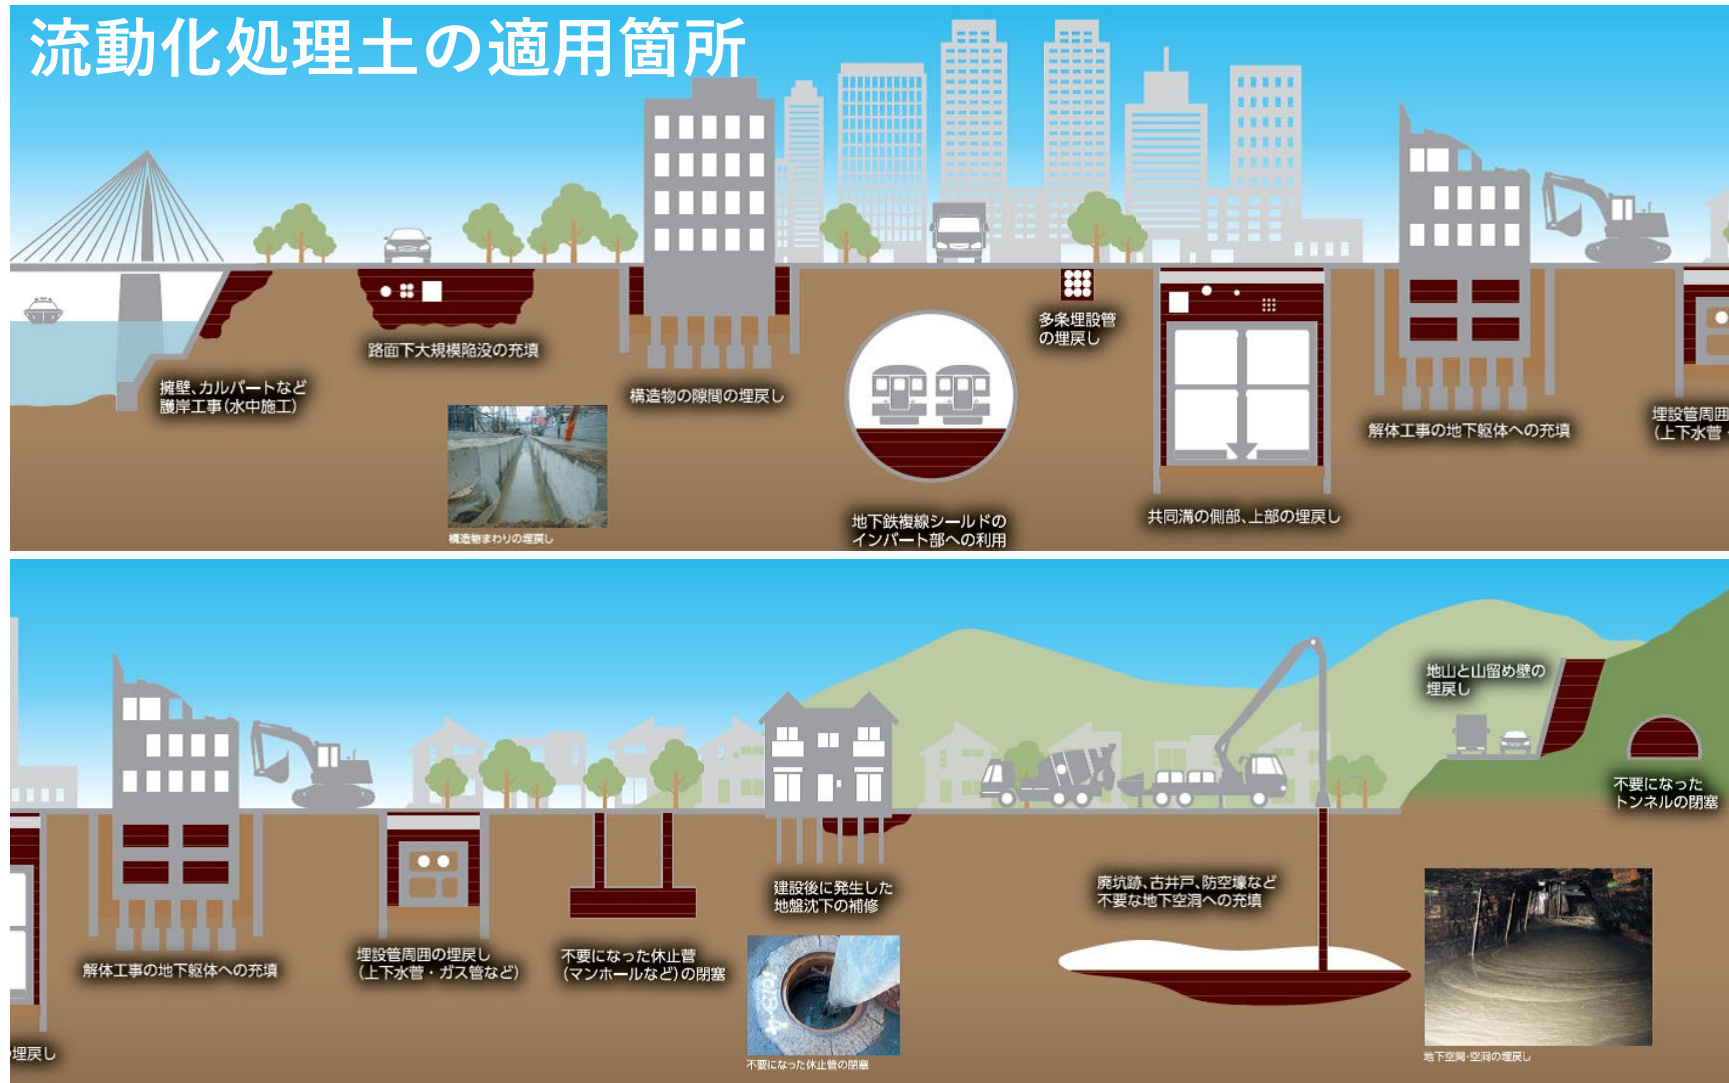 流動化処理土の適用箇所
擁壁、カルバートなど
護岸工事（水中施工）
路面下大規模陥没の充填
構造物まわりの埋戻し
構造物の隙間の埋戻し
地下鉄複線シールドの
インバート部への利用
多条埋設管
の埋戻し
共同溝の側部、上部の埋戻し
解体工事の地下躯体への充填
埋設管周囲
（上下水菅・
埋戻し
解体工事の地下躯体への充填
埋設管周囲の埋戻し
（上下水菅・ガス管など）
不要になった休止菅
（マンホールなど）の閉塞
建設後に発生した
地盤沈下の補修
不要になった休止管の閉塞
廃坑跡、古井戸、防空壕など
不要な地下空洞への充填
地山と山留め壁の
埋戻し
不要になった
トンネルの閉塞
地下空間・空洞の埋戻し